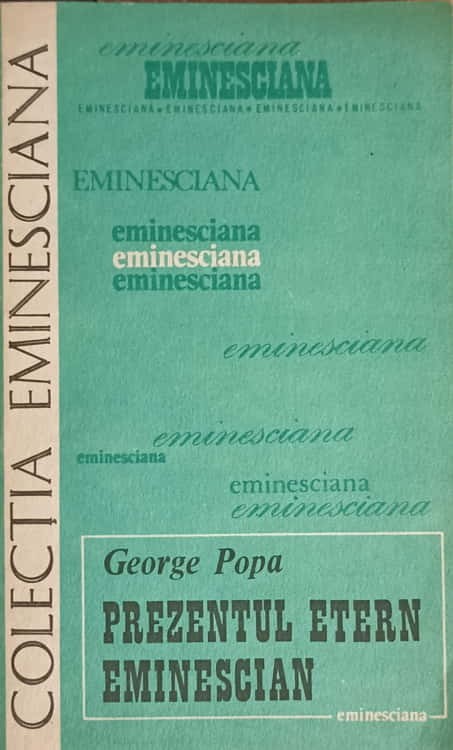 COLECȚIA EMINESCIANA
eminesciana
EMINESCIANA
EMINESCIANA★EMINESCIANA★EMINESCIANA★EMINESCIANA
EMINESCIANA
eminesciana
eminesciana
eminesciana
eminesciana
eminesciana
eminesciana
eminesciana
eminesciana
George Popa
PREZENTUL ETERN
EMINESCIAN
eminesciana